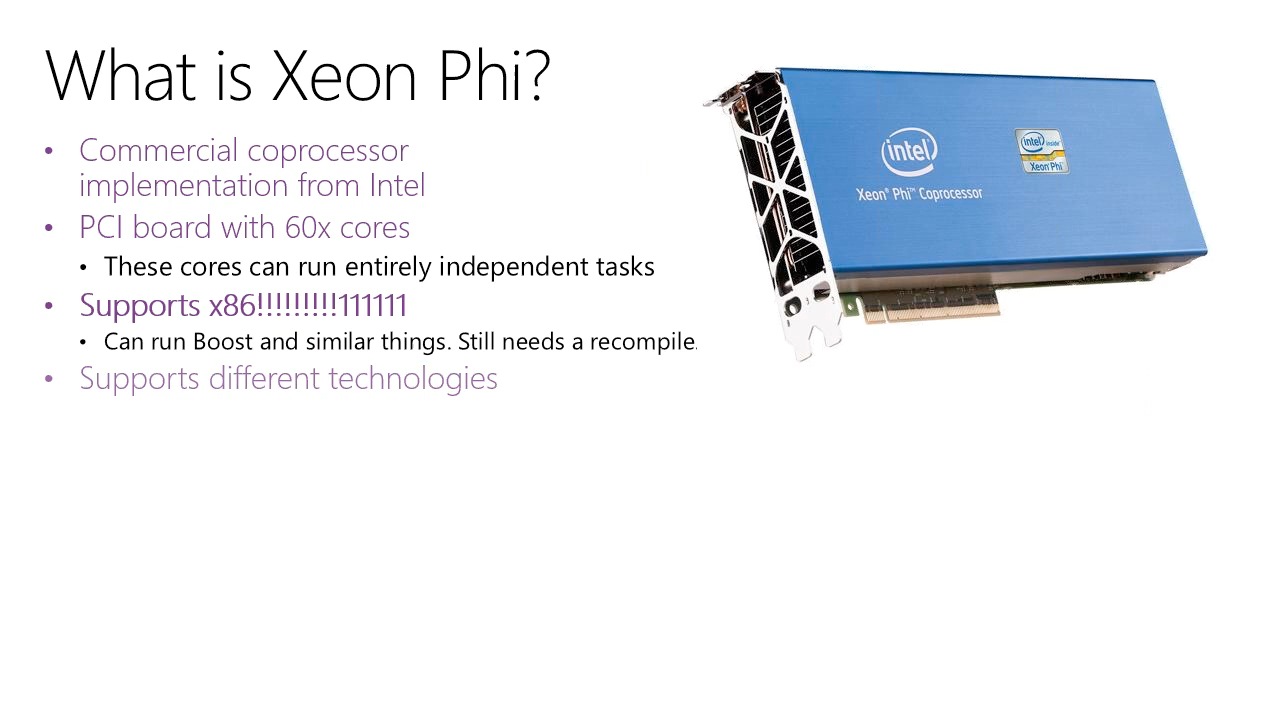 What is Xeon Phi?
• Commercial coprocessor
implementation from Intel
• PCI board with 60x cores
• These cores can run entirely independent tasks
• Supports x86!!!!!!!!!111111
• Can run Boost and similar things. Still needs a recompile.
• Supports different technologies
intel
Xeon® Phi™ Coprocessor
intel inside™
Xeon Phi